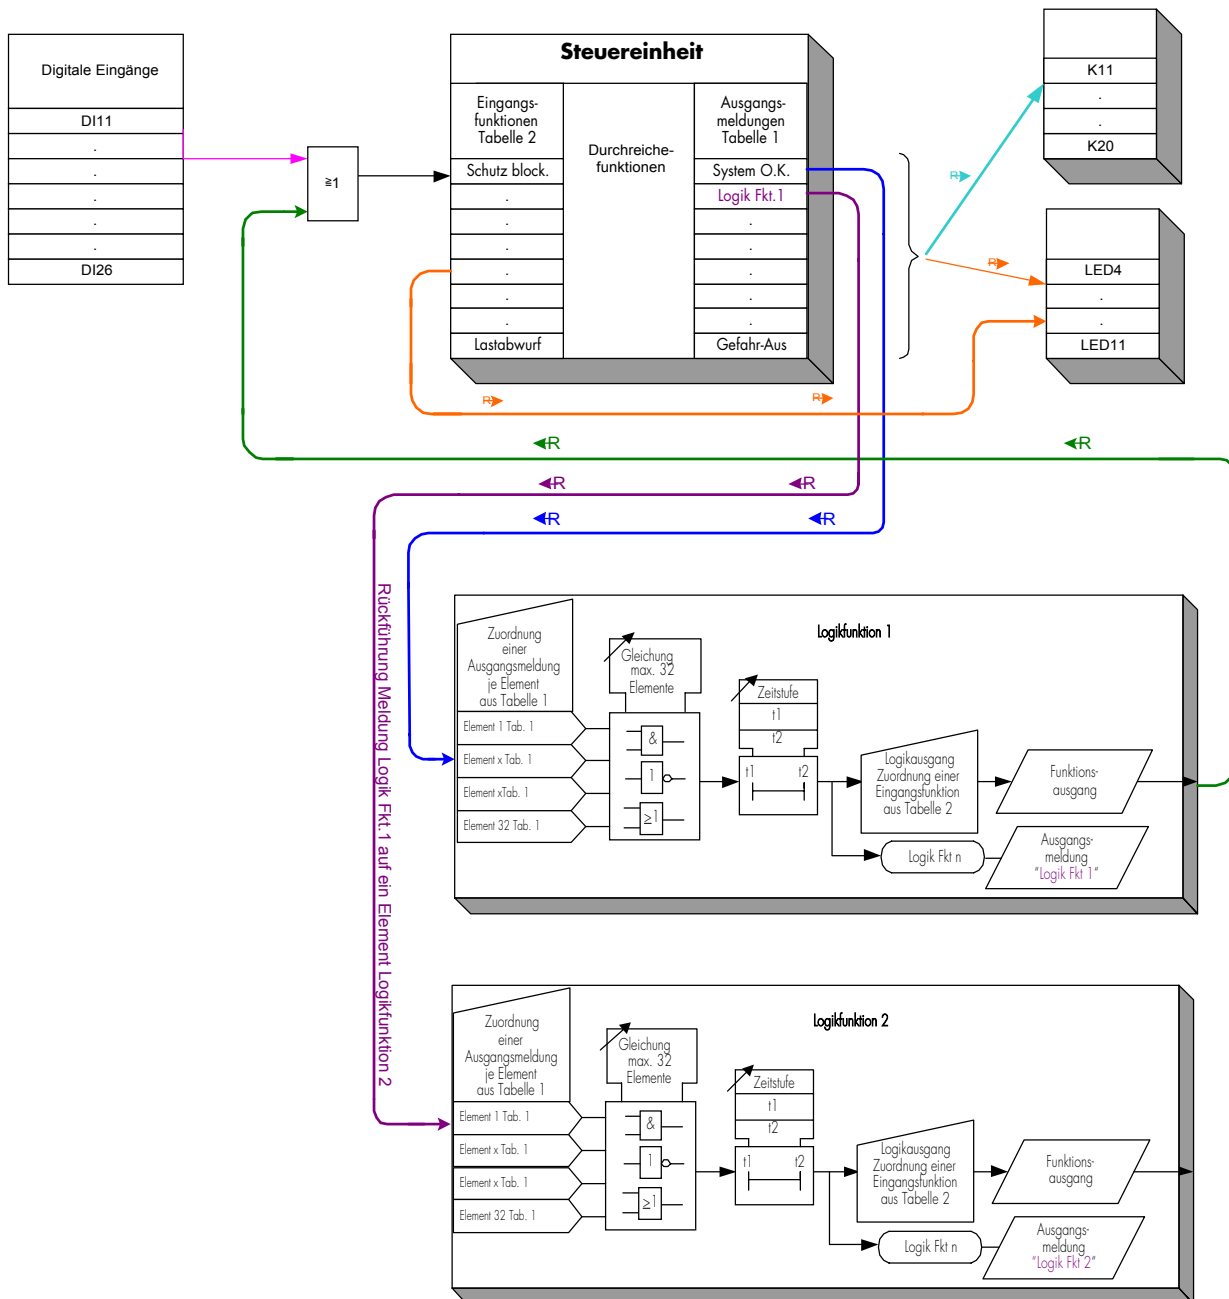 Digitale Eingänge
DI11
.
.
.
.
.
DI26
≧1
Steuereinheit
Eingangs-
funktionen
Tabelle 2
Schutz block.
.
.
.
.
.
.
Lastabwurf
Durchreiche-
funktionen
Ausgangs-
meldungen
Tabelle 1
System O.K.
Logik Fkt.1
.
.
.
.
.
Gefahr-Aus
K11
.
.
K20
R
LED4
.
.
LED11
R
R
R
R
R
R
R
R
R
Rückführung Meldung Logik Fkt.1 auf ein Element Logikfunktion 2
Logikfunktion 1
Zuordnung
einer
Ausgangsmeldung
je Element
aus Tabelle 1
Element 1 Tab. 1
Element x Tab. 1
Element xTab. 1
Element 32 Tab. 1
Gleichung
max. 32
Elemente
&
1
≥1
Zeitstufe
t1
t2
t1 t2
Logikausgang
Zuordnung einer
Eingangsfunktion
aus Tabelle 2
Funktions-
ausgang
Logik Fkt n
Ausgangs-
meldung
"Logik Fkt 1"
Logikfunktion 2
Zuordnung
einer
Ausgangsmeldung
je Element
aus Tabelle 1
Element 1 Tab. 1
Element x Tab. 1
Element x Tab. 1
Element 32 Tab. 1
Gleichung
max. 32
Elemente
&
1
≥1
Zeitstufe
t1
t2
t1 t2
Logikausgang
Zuordnung einer
Eingangsfunktion
aus Tabelle 2
Funktions-
ausgang
Logik Fkt n
Ausgangs-
meldung
"Logik Fkt 2"